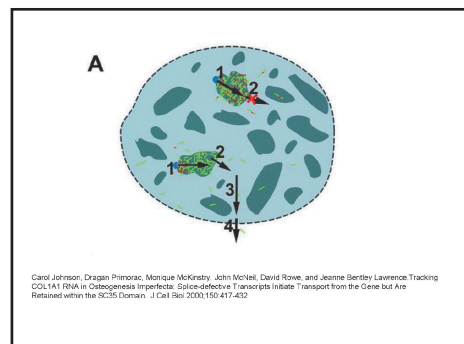 A
1
2
2
1
3
4
Carol Johnson, Dragan Primorac, Monique McKinstry, John McNeil, David Rowe, and Jeanne Bentley Lawrence.Tracking
COL1A1 RNA in Osteogenesis Imperfecta: Splice-defective Transcripts Initiate Transport from the Gene but Are
Retained within the SC35 Domain. J Cell Biol 2000;150:417-432